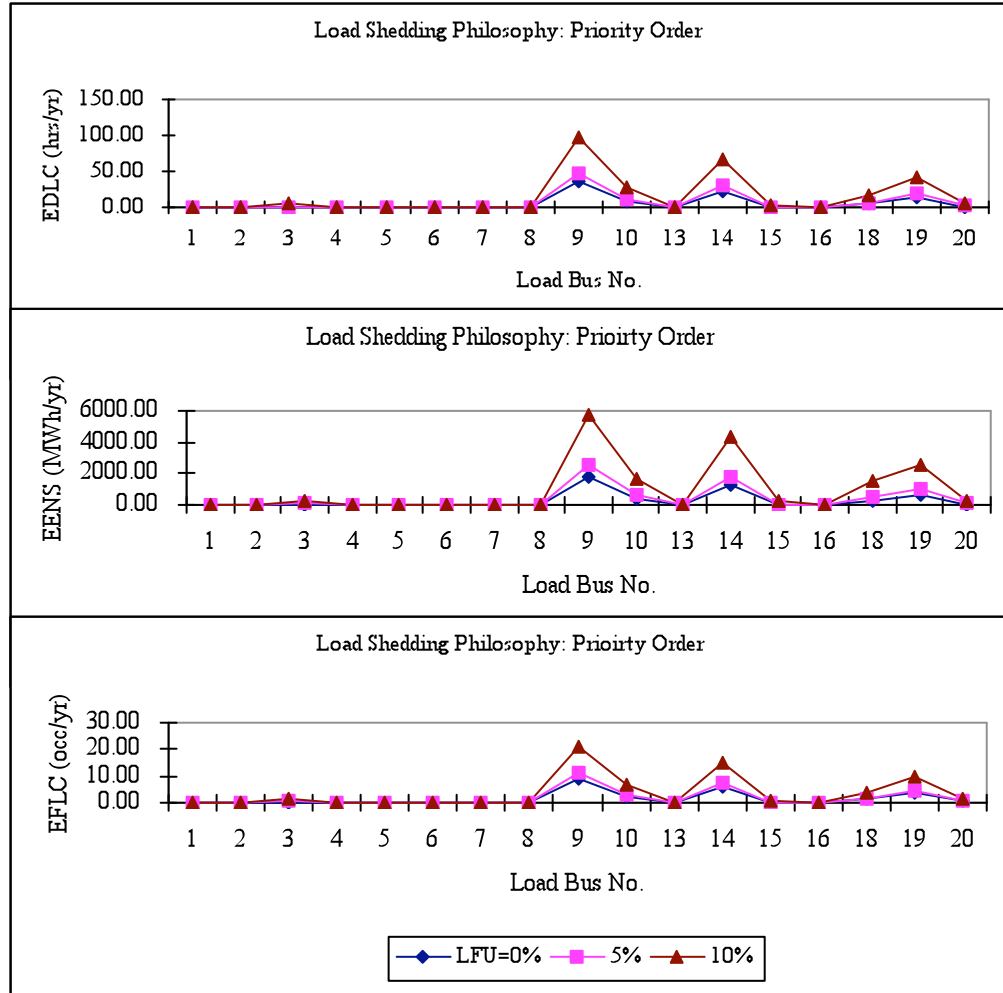 Load Shedding Philosophy: Priority Order
EDLC (hrs/yr)
150.00
100.00
50.00
0.00
1 2 3 4 5 6 7 8 9 10 13 14 15 16 18 19 20
Load Bus No.
Load Shedding Philosophy: Prioirty Order
EENS (MWh/yr)
6000.00
4000.00
2000.00
0.00
1 2 3 4 5 6 7 8 9 10 13 14 15 16 18 19 20
Load Bus No.
Load Shedding Philosophy: Prioirty Order
EFLC (occ/yr)
30.00
20.00
10.00
0.00
1 2 3 4 5 6 7 8 9 10 13 14 15 16 18 19 20
Load Bus No.
LFU=0% 5% 10%